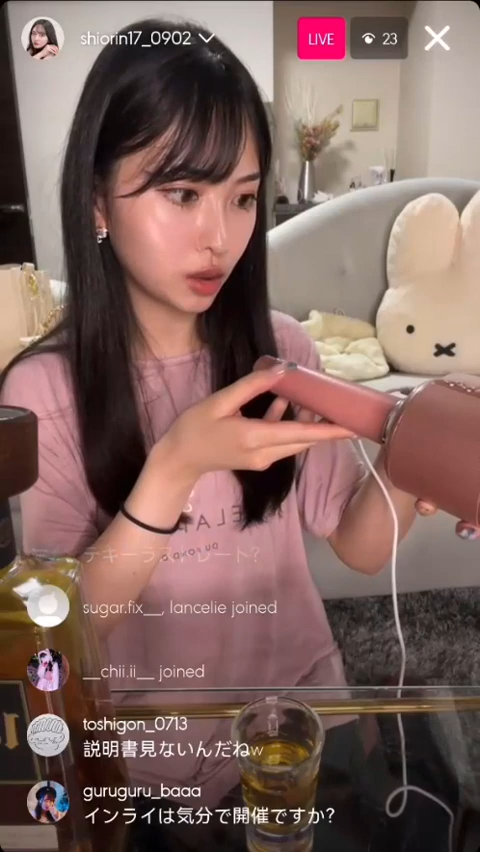 shiorin17_0902
LIVE
23
テキーラストレート?
sugar.fix__, lancelie joined
__chii.ii__ joined
toshigon_0713
説明書見ないんだねw
guruguru_baaa
インライは気分で開催ですか?